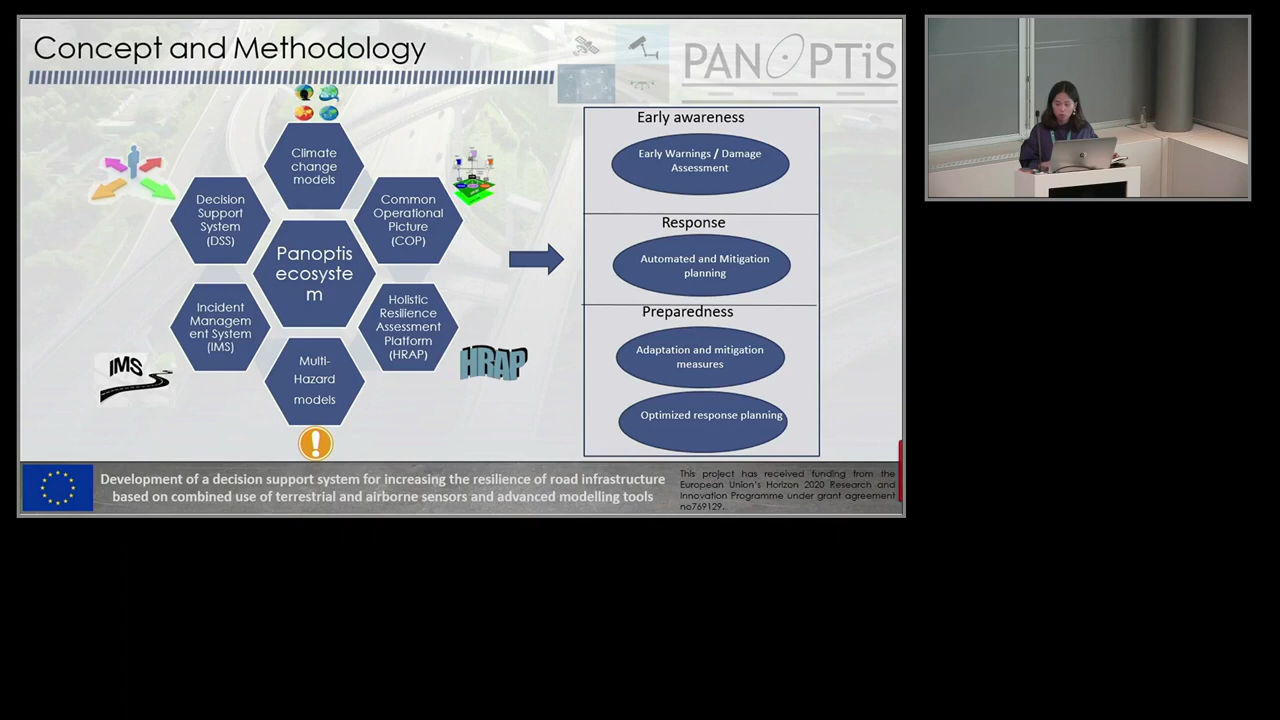 Concept and Methodology
PANOPTiS
Climate
change
models
Decision
Support
System
(DSS)
Common
Operational
Picture
(COP)
Panoptis
ecosyste
m
Incident
Managem
ent System
(IMS)
Holistic
Resilience
Assessment
Platform
(HRAP)
Multi-
Hazard
models
IMS
HRAP
Early awareness
Early Warnings / Damage
Assessment
Response
Automated and Mitigation
planning
Preparedness
Adaptation and mitigation
measures
Optimized response planning
Development of a decision support system for increasing the resilience of road infrastructure
based on combined use of terrestrial and airborne sensors and advanced modelling tools
This project has received funding from the
European Union's Horizon 2020 Research and
Innovation Programme under grant agreement
no769129.